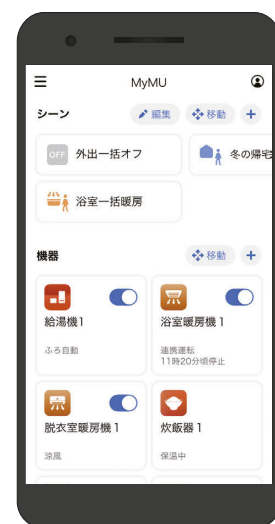 MyMU
シーン 編集 移動 +
OFF 外出一括オフ 冬の帰宅
浴室一括暖房
機器 移動 +
給湯機1 浴室暖房機 1
ふろ自動 連携運転
11時20分頃停止
脱衣室暖房機 1 炊飯器 1
涼風 保温中